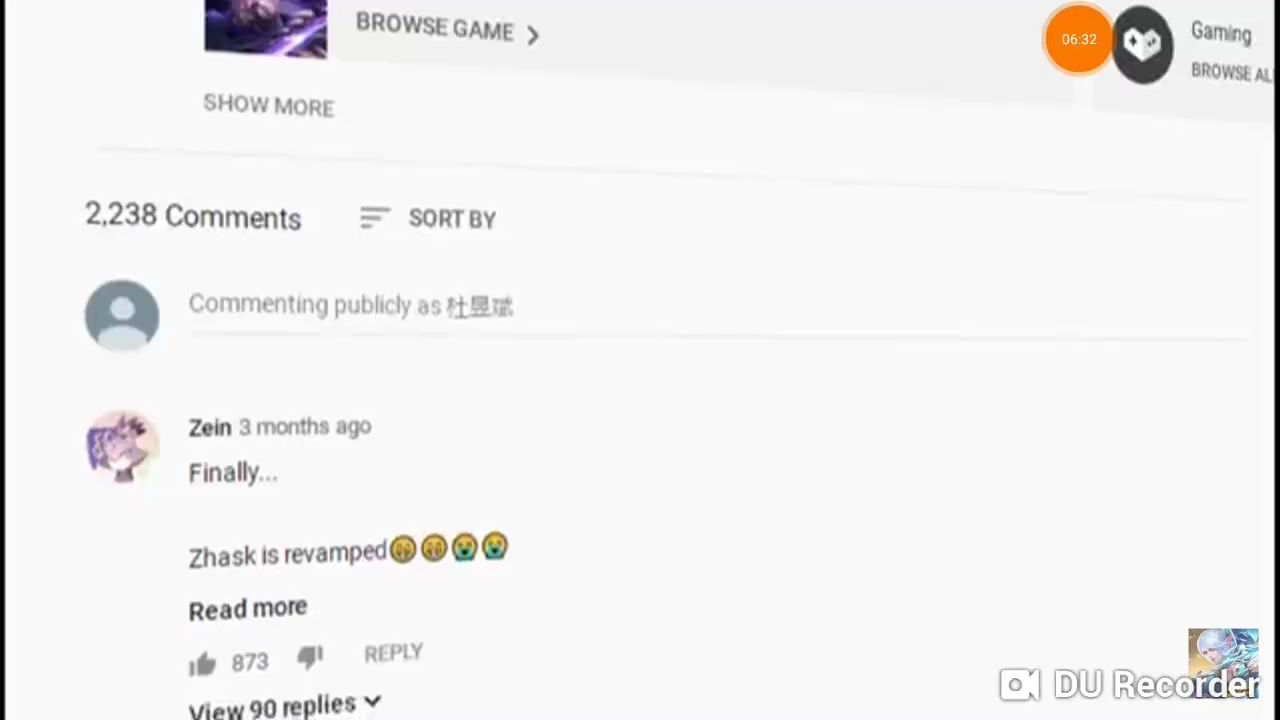 BROWSE GAME
06:32
Gaming
BROWSE AL
SHOW MORE
2,238 Comments
SORT BY
Commenting publicly as 杜昱斌
Zein 3 months ago
Finally...
Zhask is revamped😁😁😭😭
Read more
873
REPLY
View 90 replies
DU Recorder